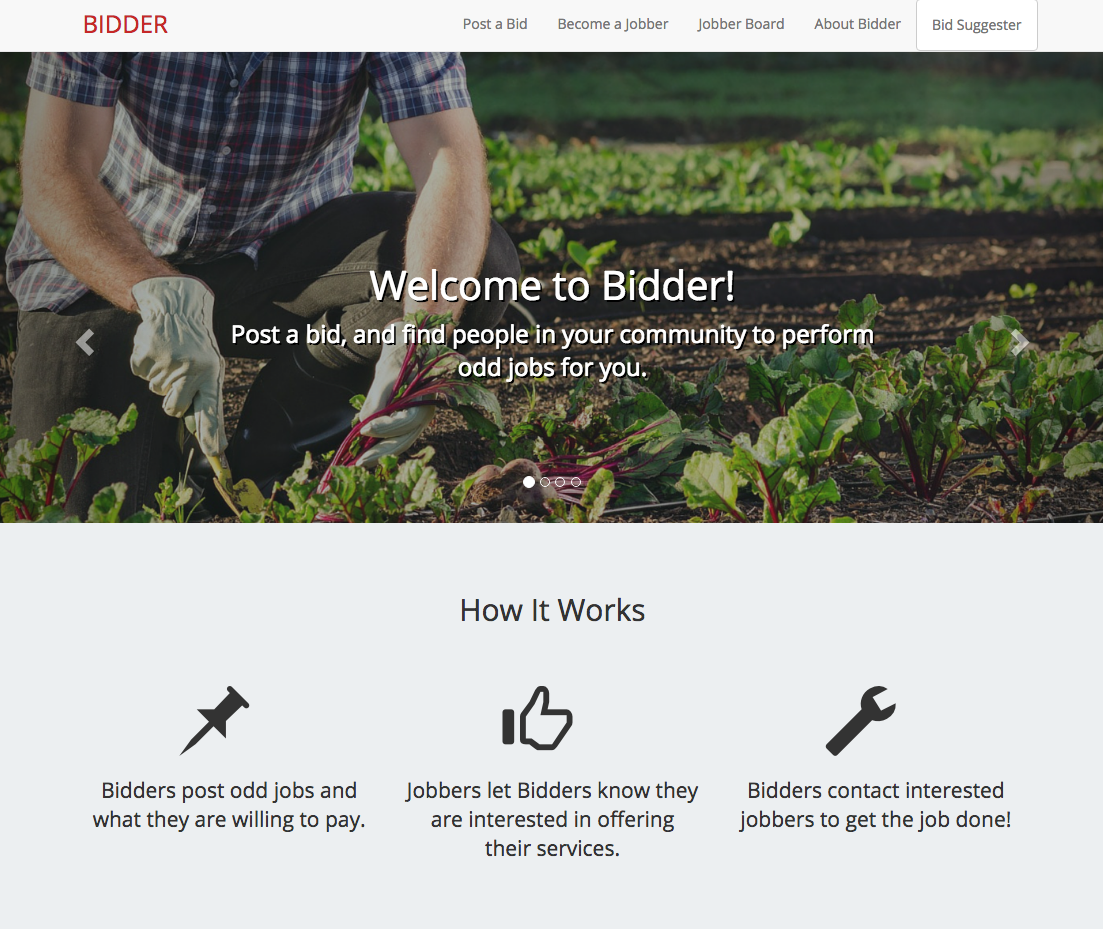 BIDDER
Post a Bid
Become a Jobber
Jobber Board
About Bidder
Bid Suggester
Welcome to Bidder!
Post a bid, and find people in your community to perform
odd jobs for you.
How It Works
Bidders post odd jobs and
what they are willing to pay.
Jobbers let Bidders know they
are interested in offering
their services.
Bidders contact interested
jobbers to get the job done!